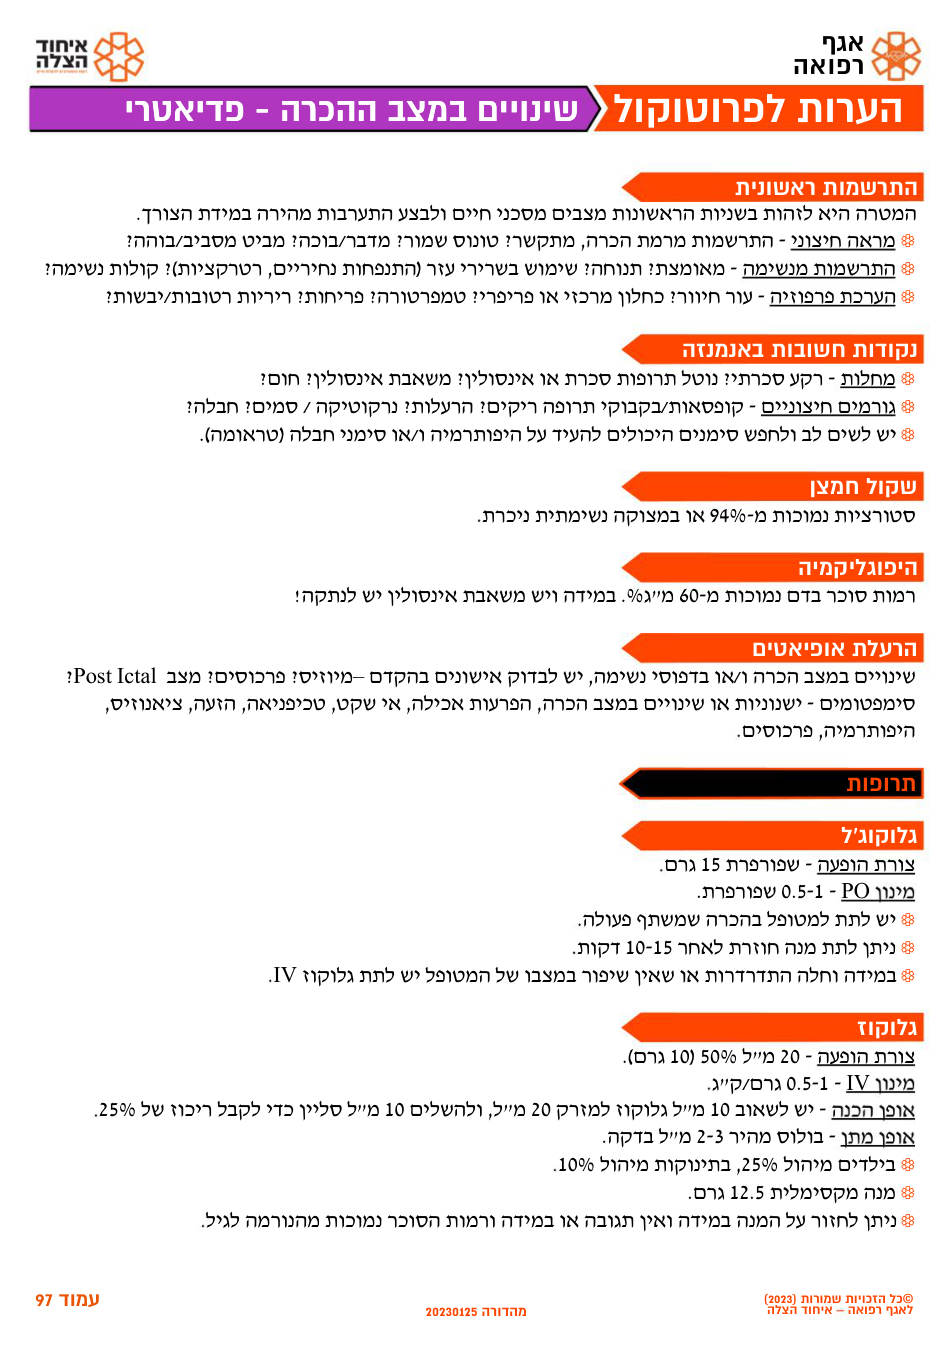 אגף
רפואה
איחוד
הצלה
הערות לפרוטוקול
שינויים במצב ההכרה - פדיאטרי
התרשמות ראשונית
המטרה היא לזהות בשניות הראשונות מצבים מסכני חיים ולבצע התערבות מהירה במידת הצורך.
מראה חיצוני - התרשמות מרמת הכרה, מתקשר? טונוס שמור? מדבר/בוכה? מביט מסביב/בוהה?
התרשמות מנשימה - מאומצת? תנוחה? שימוש בשרירי עזר (התנפחות נחיריים, רטרקציות)? קולות נשימה?
הערכת פרפוזיה - עור חיוור? כחלון מרכזי או פריפרי? טמפרטורה? פריחות? ריריות רטובות/יבשות?
נקודות חשובות באנמנזה
מחלות - רקע סכרתי? נוטל תרופות סכרת או אינסולין? משאבת אינסולין? חום?
גורמים חיצוניים - קופסאות/בקבוקי תרופה ריקים? הרעלות? נרקוטיקה / סמים? חבלה?
יש לשים לב ולחפש סימנים היכולים להעיד על היפותרמיה ו/או סימני חבלה (טראומה).
שקול חמצן
סטורציות נמוכות מ-94% או במצוקה נשימתית ניכרת.
היפוגליקמיה
רמות סוכר בדם נמוכות מ-60 מ״ג%. במידה ויש משאבת אינסולין יש לנתקה!
הרעלת אופיאטים
שינויים במצב הכרה ו/או בדפוסי נשימה, יש לבדוק אישונים בהקדם –מיוזיס? פרכוסים? מצב Post Ictal?
סימפטומים - ישנוניות או שינויים במצב הכרה, הפרעות אכילה, אי שקט, טכיפניאה, הזעה, ציאנוזיס,
היפותרמיה, פרכוסים.
תרופות
גלוקוג'ל
צורת הופעה - שפורפרת 15 גרם.
מינון PO - 0.5-1 שפורפרת.
יש לתת למטופל בהכרה שמשתף פעולה.
ניתן לתת מנה חוזרת לאחר 10-15 דקות.
במידה וחלה התדרדרות או שאין שיפור במצבו של המטופל יש לתת גלוקוז IV.
גלוקוז
צורת הופעה - 20 מ״ל 50% (10 גרם).
מינון IV - 0.5-1 גרם/ק״ג.
אופן הכנה - יש לשאוב 10 מ״ל גלוקוז למזרק 20 מ״ל, ולהשלים 10 מ״ל סליין כדי לקבל ריכוז של 25%.
אופן מתן - בולוס מהיר 2-3 מ״ל בדקה.
בילדים מיהול 25%, בתינוקות מיהול 10%.
מנה מקסימלית 12.5 גרם.
ניתן לחזור על המנה במידה ואין תגובה או במידה ורמות הסוכר נמוכות מהנורמה לגיל.
©כל הזכויות שמורות (2023)
לאגף רפואה – איחוד הצלה
מהדורה 20230125
עמוד 97